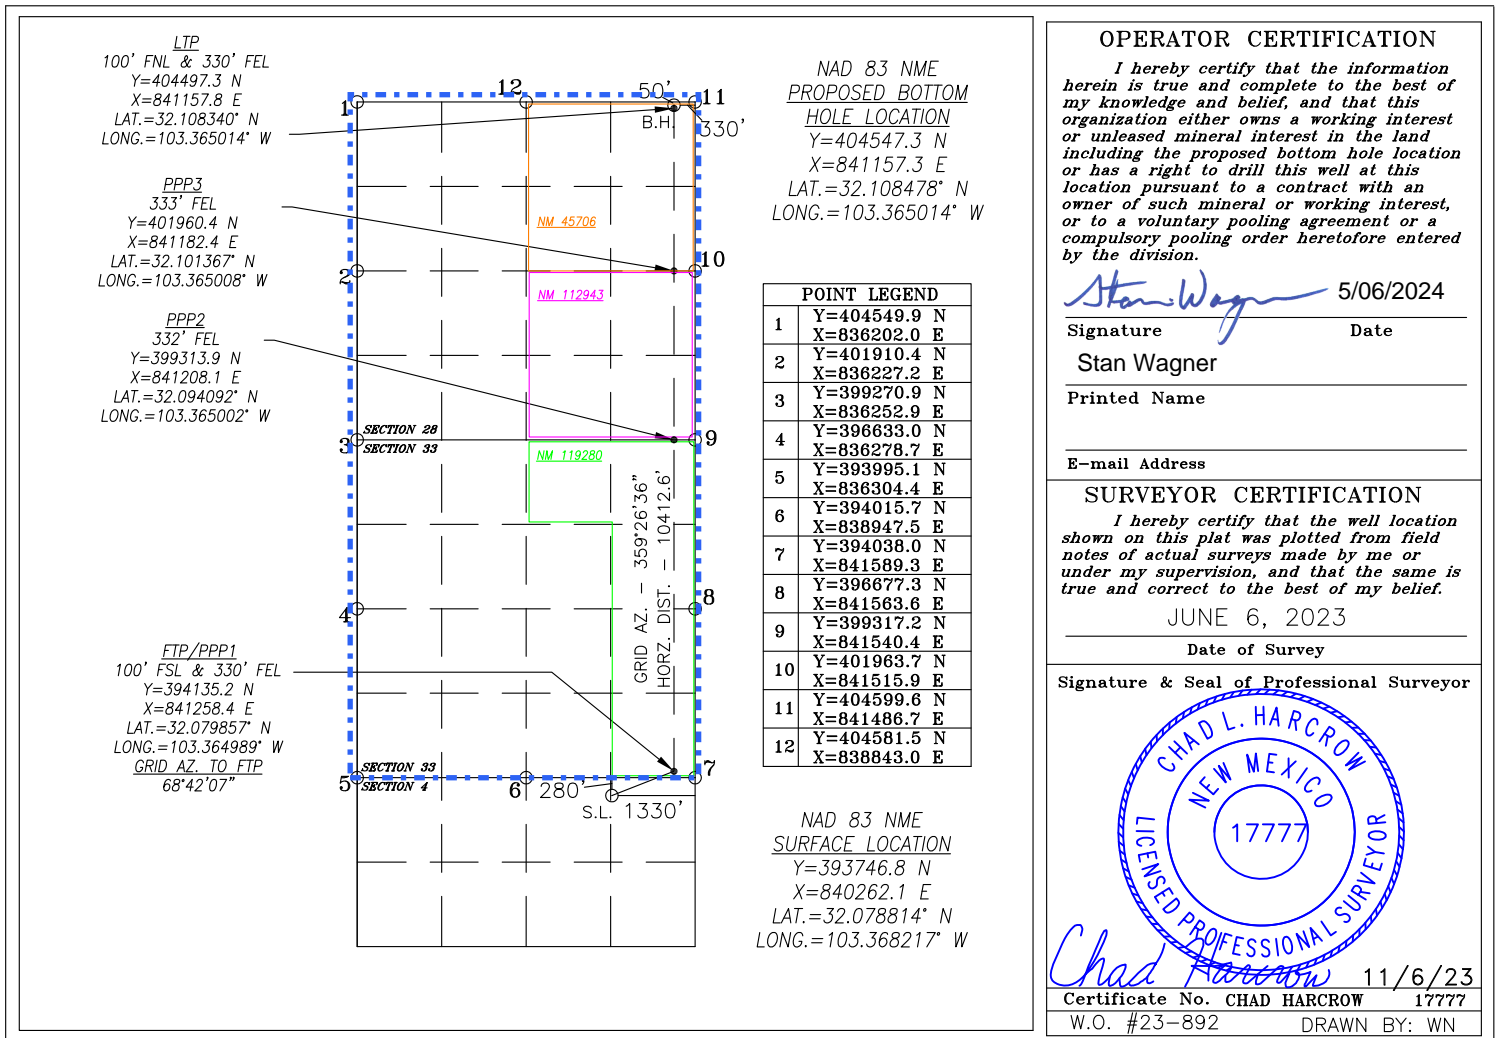 LTP
100' FNL & 330' FEL
Y=404497.3 N
X=841157.8 E
LAT.=32.108340° N
LONG.=103.365014° W
PPP3
333' FEL
Y=401960.4 N
X=841182.4 E
LAT.=32.101367° N
LONG.=103.365008° W
PPP2
332' FEL
Y=399313.9 N
X=841208.1 E
LAT.=32.094092° N
LONG.=103.365002° W
FTP/PPP1
100' FSL & 330' FEL
Y=394135.2 N
X=841258.4 E
LAT.=32.079857° N
LONG.=103.364989° W
GRID AZ. TO FTP
68°42'07"
1
12
50'
11
B.H.
330'
NM 45706
2
10
NM 112943
SECTION 28
3
9
SECTION 33
NM 119280
GRID AZ. - 359°26'36"
HORZ. DIST. - 10412.6'
4
8
SECTION 33
5
SECTION 4
6
280'
7
S.L. 1330'
NAD 83 NME
PROPOSED BOTTOM
HOLE LOCATION
Y=404547.3 N
X=841157.3 E
LAT.=32.108478° N
LONG.=103.365014° W
POINT LEGEND
1 Y=404549.9 N
X=836202.0 E
2 Y=401910.4 N
X=836227.2 E
3 Y=399270.9 N
X=836252.9 E
4 Y=396633.0 N
X=836278.7 E
5 Y=393995.1 N
X=836304.4 E
6 Y=394015.7 N
X=838947.5 E
7 Y=394038.0 N
X=841589.3 E
8 Y=396677.3 N
X=841563.6 E
9 Y=399317.2 N
X=841540.4 E
10 Y=401963.7 N
X=841515.9 E
11 Y=404599.6 N
X=841486.7 E
12 Y=404581.5 N
X=838843.0 E
NAD 83 NME
SURFACE LOCATION
Y=393746.8 N
X=840262.1 E
LAT.=32.078814° N
LONG.=103.368217° W
OPERATOR CERTIFICATION
I hereby certify that the information
herein is true and complete to the best of
my knowledge and belief, and that this
organization either owns a working interest
or unleased mineral interest in the land
including the proposed bottom hole location
or has a right to drill this well at this
location pursuant to a contract with an
owner of such mineral or working interest,
or to a voluntary pooling agreement or a
compulsory pooling order heretofore entered
by the division.
Stan Wagner 5/06/2024
Signature Date
Stan Wagner
Printed Name
E-mail Address
SURVEYOR CERTIFICATION
I hereby certify that the well location
shown on this plat was plotted from field
notes of actual surveys made by me or
under my supervision, and that the same is
true and correct to the best of my belief.
JUNE 6, 2023
Date of Survey
Signature & Seal of Professional Surveyor
CHAD L. HARCROW
NEW MEXICO
17777
LICENSED PROFESSIONAL SURVEYOR
Chad Harcrow 11/6/23
Certificate No. CHAD HARCROW 17777
W.O. #23-892 DRAWN BY: WN